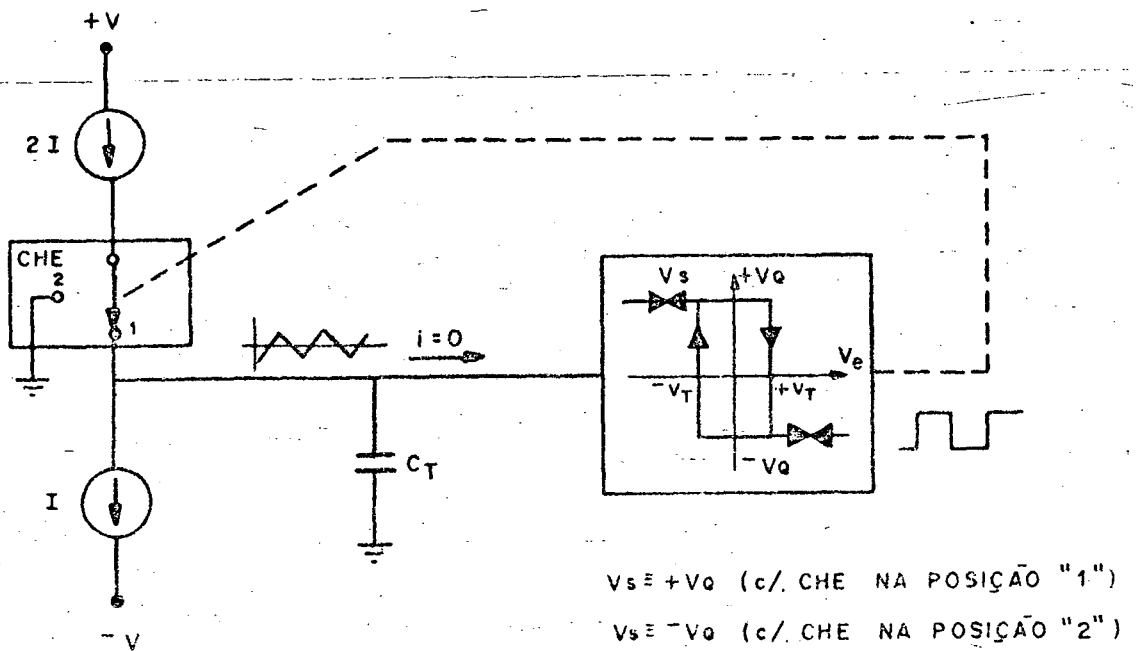 +V
2 I
CHE
2
1
i = 0
Vs
+VQ
Ve
-VT
+VT
-VQ
CT
I
-V
Vs ≡ +VQ (c/. CHE NA POSIÇÃO "1")
Vs ≡ -VQ (c/. CHE NA POSIÇÃO "2")